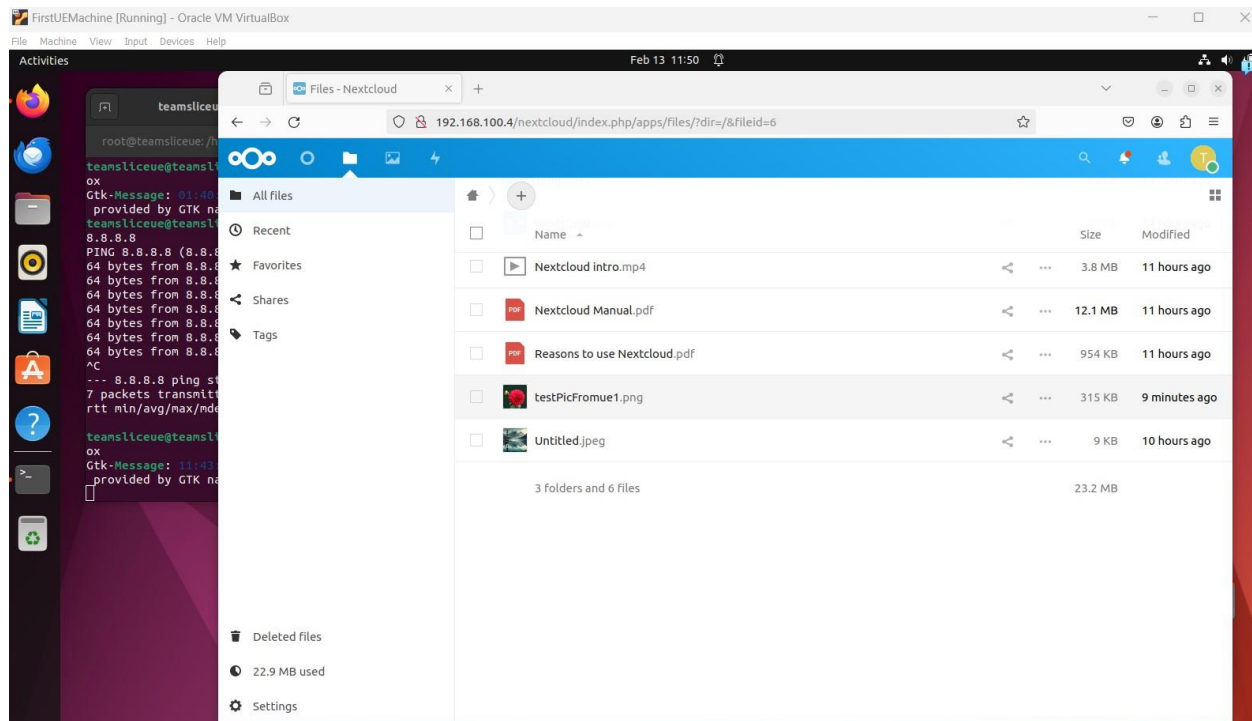 FirstUEMachine [Running] - Oracle VM VirtualBox
File Machine View Input Devices Help
Activities
Feb 13 11:50
teamsliceu
root@teamsliceue: /h
teamsliceue@teamsli
ox
Gtk-Message: 01:40:
provided by GTK na
teamsliceue@teamsli
8.8.8.8
PING 8.8.8.8 (8.8.8
64 bytes from 8.8.8
64 bytes from 8.8.8
64 bytes from 8.8.8
64 bytes from 8.8.8
64 bytes from 8.8.8
64 bytes from 8.8.8
64 bytes from 8.8.8
^C
--- 8.8.8.8 ping st
7 packets transmitt
rtt min/avg/max/mde
teamsliceue@teamsli
ox
Gtk-Message: 11:43:
provided by GTK na
Files - Nextcloud
192.168.100.4/nextcloud/index.php/apps/files/?dir=/&fileid=6
T
All files
Recent
Favorites
Shares
Tags
Name Size Modified
Nextcloud intro.mp4 3.8 MB 11 hours ago
PDF Nextcloud Manual.pdf 12.1 MB 11 hours ago
PDF Reasons to use Nextcloud.pdf 954 KB 11 hours ago
testPicFromue1.png 315 KB 9 minutes ago
Untitled.jpeg 9 KB 10 hours ago
3 folders and 6 files 23.2 MB
Deleted files
22.9 MB used
Settings